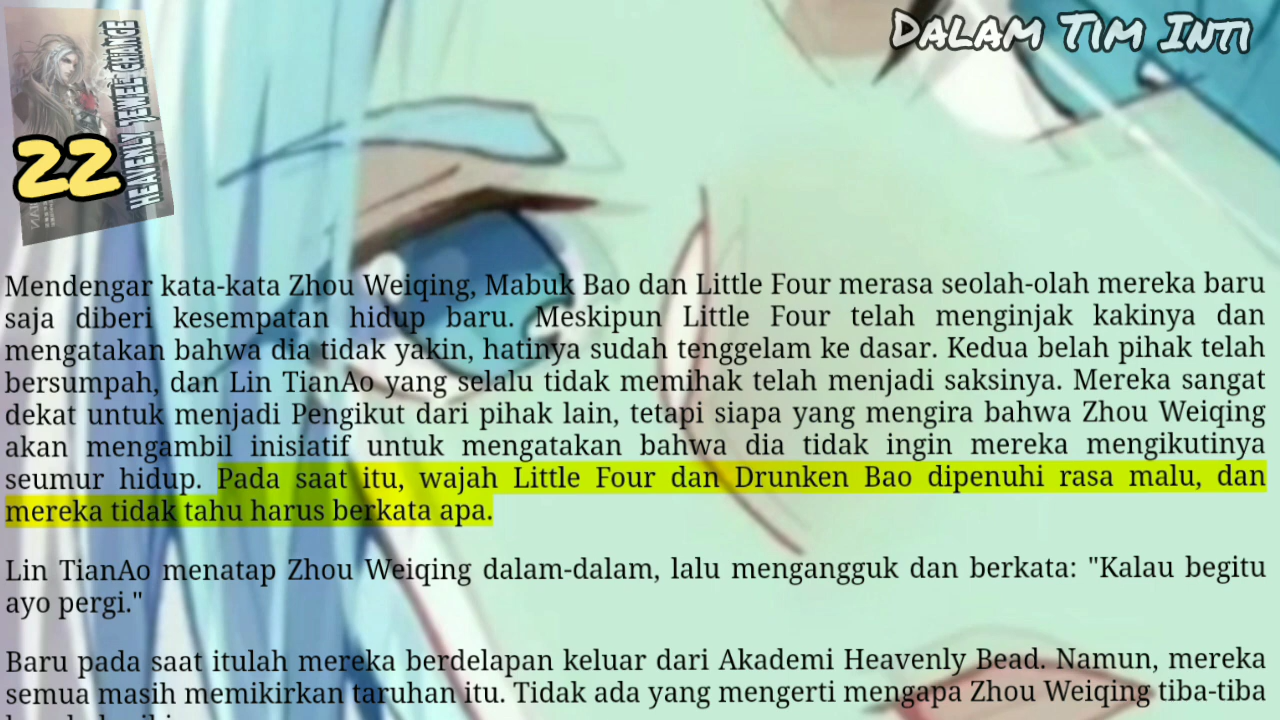 Dalam Tim Inti
HEAVENLY JEWEL CHANGE
22
Mendengar kata-kata Zhou Weiqing, Mabuk Bao dan Little Four merasa seolah-olah mereka baru
saja diberi kesempatan hidup baru. Meskipun Little Four telah menginjak kakinya dan
mengatakan bahwa dia tidak yakin, hatinya sudah tenggelam ke dasar. Kedua belah pihak telah
bersumpah, dan Lin TianAo yang selalu tidak memihak telah menjadi saksinya. Mereka sangat
dekat untuk menjadi Pengikut dari pihak lain, tetapi siapa yang mengira bahwa Zhou Weiqing
akan mengambil inisiatif untuk mengatakan bahwa dia tidak ingin mereka mengikutinya
seumur hidup. Pada saat itu, wajah Little Four dan Drunken Bao dipenuhi rasa malu, dan
mereka tidak tahu harus berkata apa.
Lin TianAo menatap Zhou Weiqing dalam-dalam, lalu mengangguk dan berkata: "Kalau begitu
ayo pergi."
Baru pada saat itulah mereka berdelapan keluar dari Akademi Heavenly Bead. Namun, mereka
semua masih memikirkan taruhan itu. Tidak ada yang mengerti mengapa Zhou Weiqing tiba-tiba